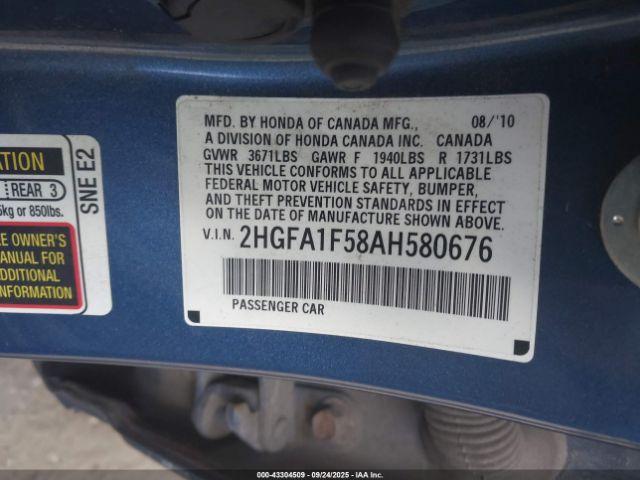 MFD. BY HONDA OF CANADA MFG., 08/'10
A DIVISION OF HONDA CANADA INC. CANADA
GVWR 3671LBS GAWR F 1940LBS R 1731LBS
THIS VEHICLE CONFORMS TO ALL APPLICABLE
FEDERAL MOTOR VEHICLE SAFETY, BUMPER,
AND THEFT PREVENTION STANDARDS IN EFFECT
ON THE DATE OF MANUFACTURE SHOWN ABOVE.
V.I.N. 2HGFA1F58AH580676
PASSENGER CAR
ATION
REAR 3
5kg or 850lbs.
E OWNER'S
MANUAL FOR
ADDITIONAL
INFORMATION
SNE E2
000-43304509 - 09/24/2025 - IAA Inc.